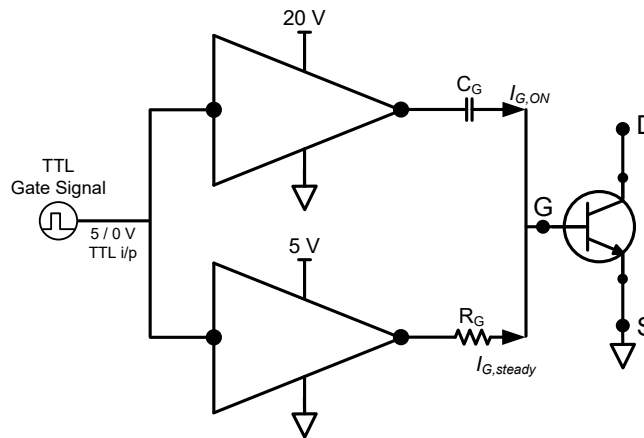 20 V
C_G
I_G,ON
D
TTL
Gate Signal
5 / 0 V
TTL i/p
G
5 V
R_G
I_G,steady
S